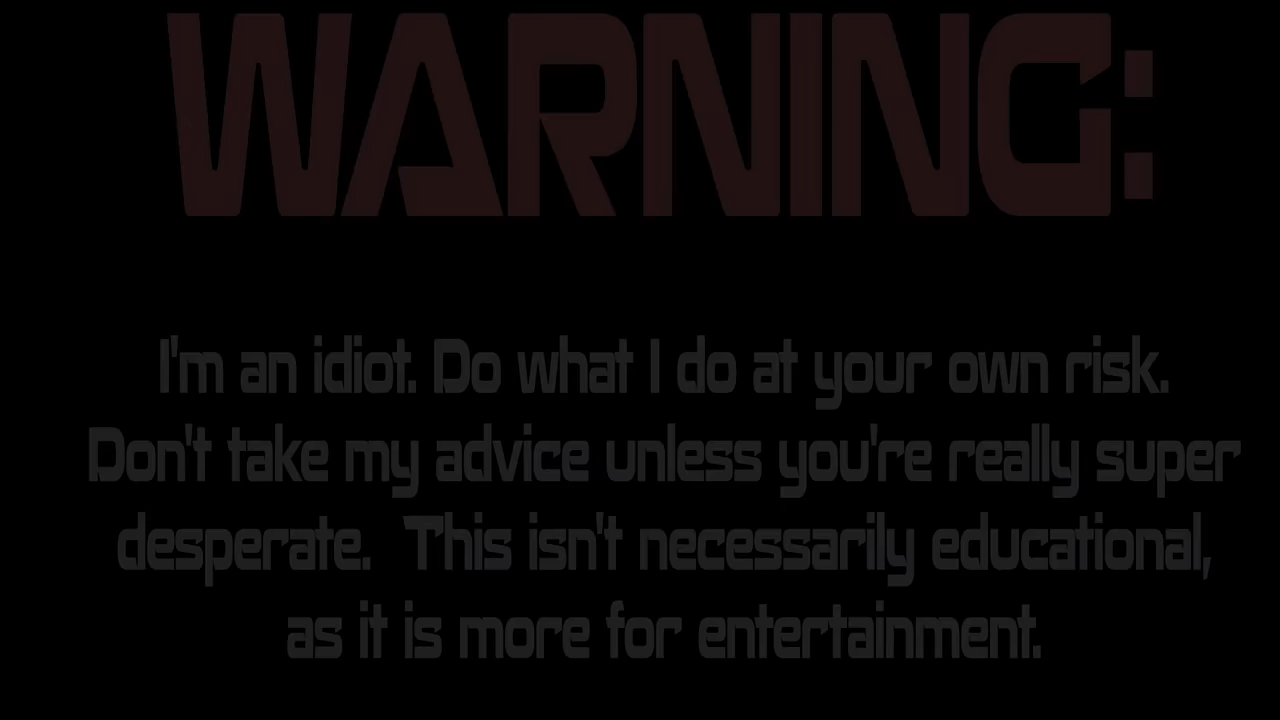 WARNING:
I'm an idiot. Do what I do at your own risk.
Don't take my advice unless you're really super
desperate.  This isn't necessarily educational,
as it is more for entertainment.